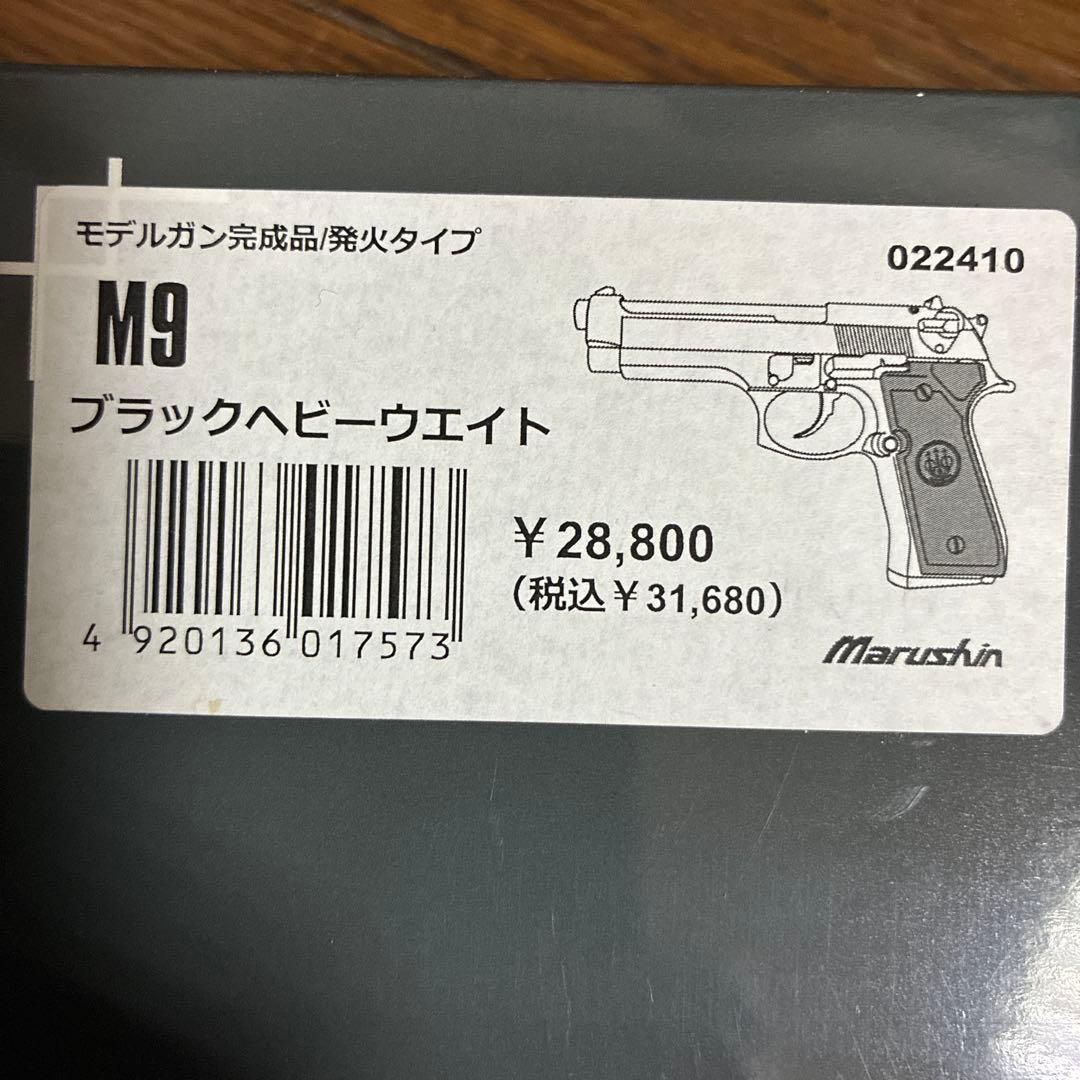 モデルガン完成品/発火タイプ
022410
M9
ブラックヘビーウエイト
¥28,800
(税込¥31,680)
4 920136 017573
Marushin